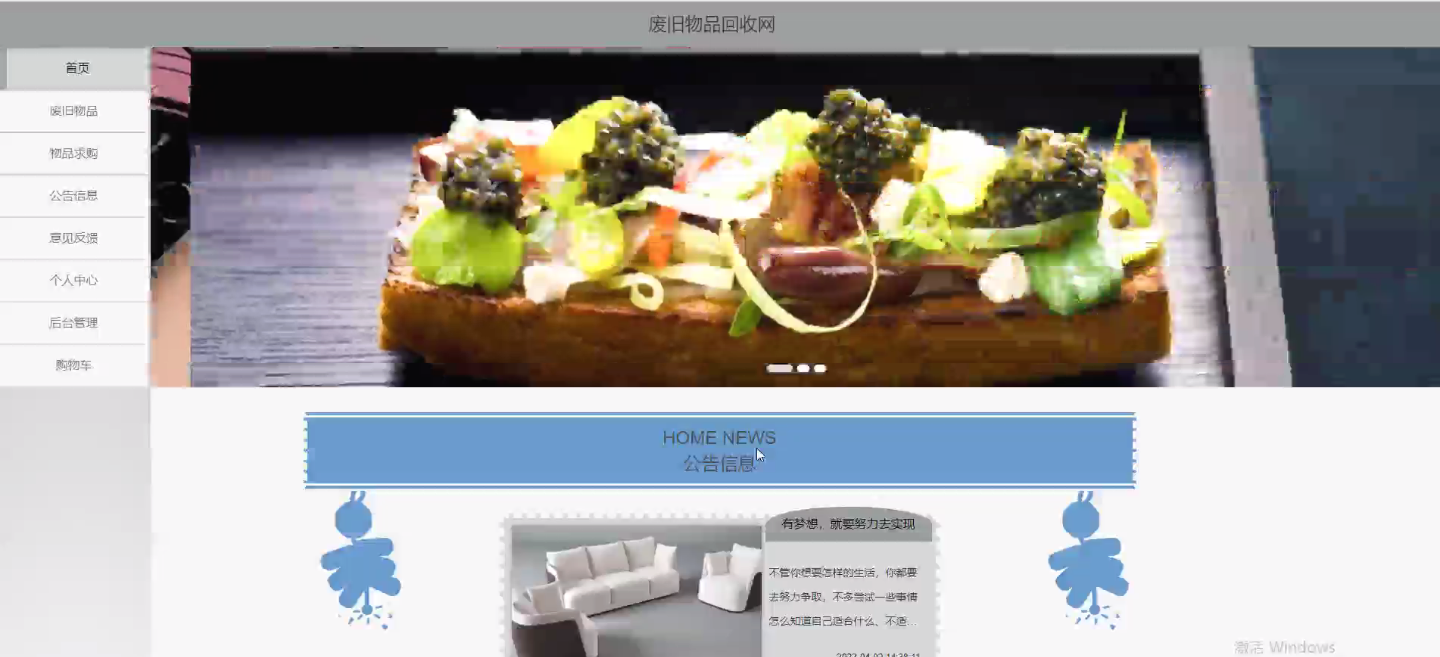 废旧物品回收网
首页
废旧物品
物品求购
公告信息
意见反馈
个人中心
后台管理
购物车
HOME NEWS
公告信息
有梦想，就要努力去实现
不管你想要怎样的生活，你都要
去努力争取，不多尝试一些事情
怎么知道自己适合什么、不适...
激活 Windows